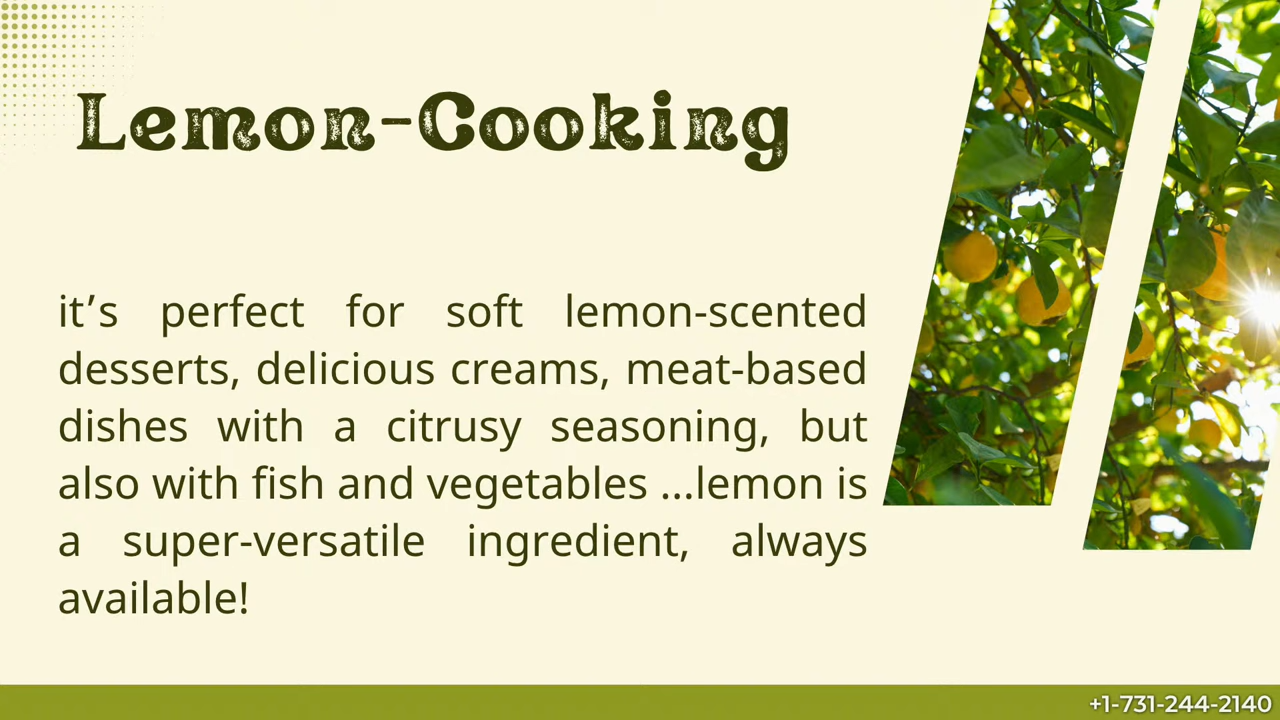 Lemon-Cooking
it’s perfect for soft lemon-scented
desserts, delicious creams, meat-based
dishes with a citrusy seasoning, but
also with fish and vegetables ...lemon is
a super-versatile ingredient, always
available!
+1-731-244-2140